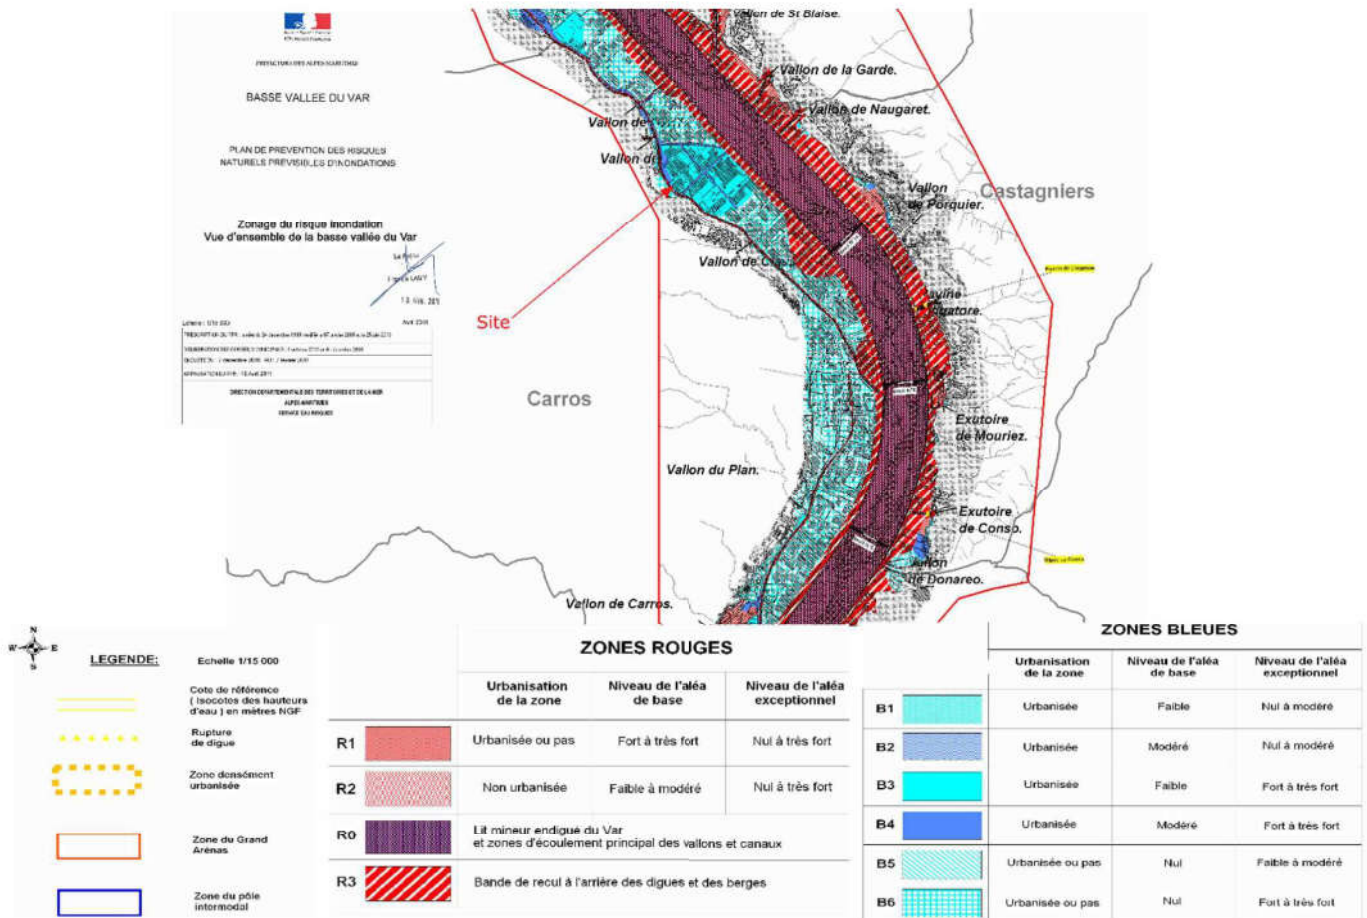 PREFECTURE DES ALPES-MARITIMES
BASSE VALLEE DU VAR
PLAN DE PREVENTION DES RISQUES
NATURELS PREVISIBLES D'INONDATIONS
Zonage du risque inondation
Vue d'ensemble de la basse vallée du Var
DIRECTION DEPARTEMENTALE DES TERRITOIRES ET DE LA MER
ALPES-MARITIMES
SERVICE EAU RISQUES
Vallon de St Blaise.
Vallon de la Garde.
Vallon de Naugaret.
Vallon de
Vallon de
Vallon
de Porquier.
Castagniers
Vallon de
Site
Carros
Exutoire
de Mouriez.
Vallon du Plan.
Exutoire
de Conso.
de Donareo.
Vallon de Carros.
N
W
E
S
LEGENDE:
Echelle 1/15 000
Cote de référence
( Isocotes des hauteurs
d'eau ) en mètres NGF
Rupture
de digue
Zone densément
urbanisée
Zone du Grand
Arénas
Zone du pôle
intermodal
ZONES ROUGES
Urbanisation
de la zone
Niveau de l'aléa
de base
Niveau de l'aléa
exceptionnel
R1
Urbanisée ou pas
Fort à très fort
Nul à très fort
R2
Non urbanisée
Faible à modéré
Nul à très fort
R0
Lit mineur endigué du Var
et zones d'écoulement principal des vallons et canaux
R3
Bande de recul à l'arrière des digues et des berges
ZONES BLEUES
Urbanisation
de la zone
Niveau de l'aléa
de base
Niveau de l'aléa
exceptionnel
B1
Urbanisée
Faible
Nul à modéré
B2
Urbanisée
Modéré
Nul à modéré
B3
Urbanisée
Faible
Fort à très fort
B4
Urbanisée
Modéré
Fort à très fort
B5
Urbanisée ou pas
Nul
Faible à modéré
B6
Urbanisée ou pas
Nul
Fort à très fort